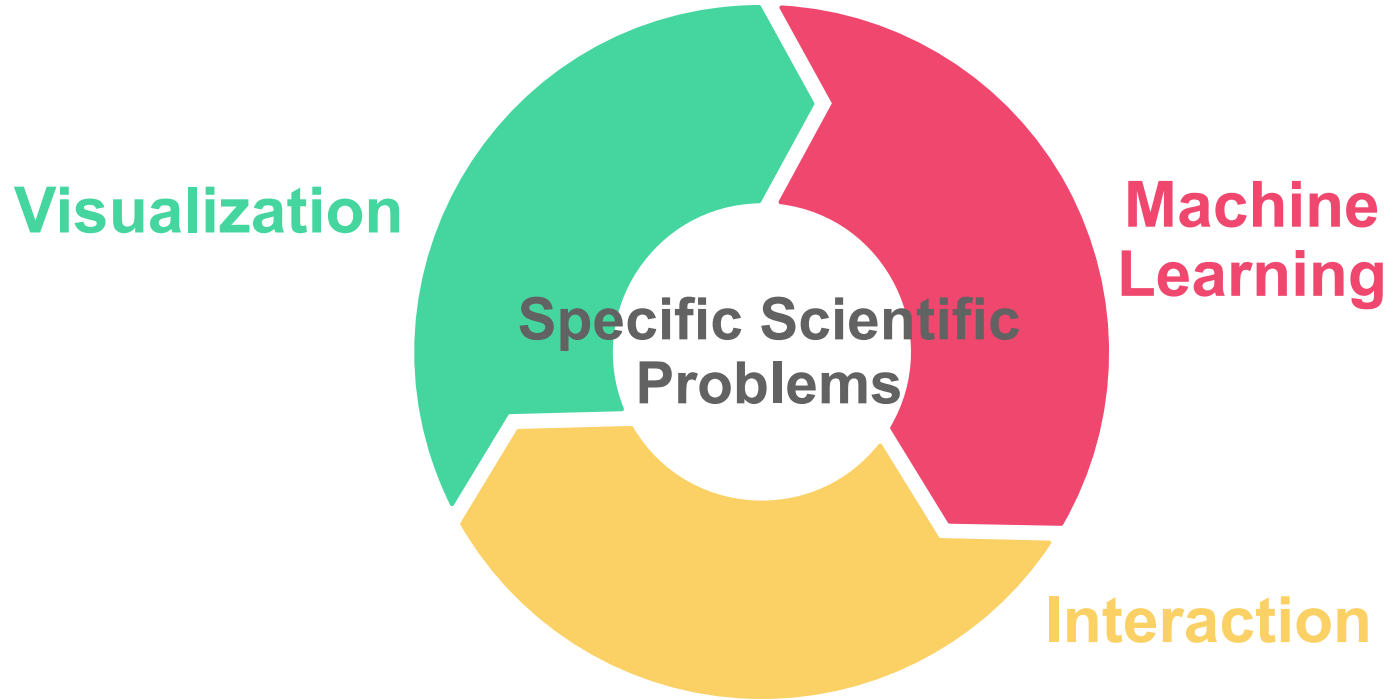 Visualization
Machine
Learning
Specific Scientific
Problems
Interaction